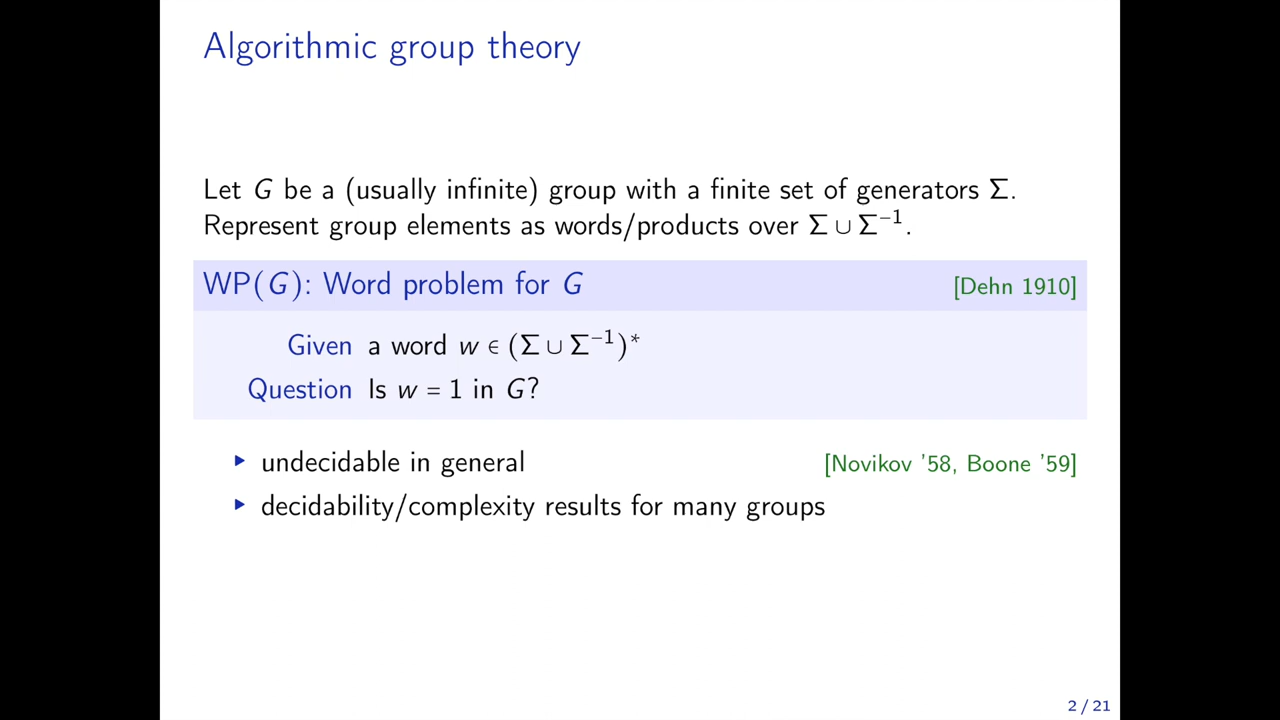 Algorithmic group theory
Let G be a (usually infinite) group with a finite set of generators Σ.
Represent group elements as words/products over Σ ∪ Σ⁻¹.
WP(G): Word problem for G [Dehn 1910]
Given a word w ∈ (Σ ∪ Σ⁻¹)*
Question Is w = 1 in G?
▸ undecidable in general [Novikov '58, Boone '59]
▸ decidability/complexity results for many groups
2 / 21